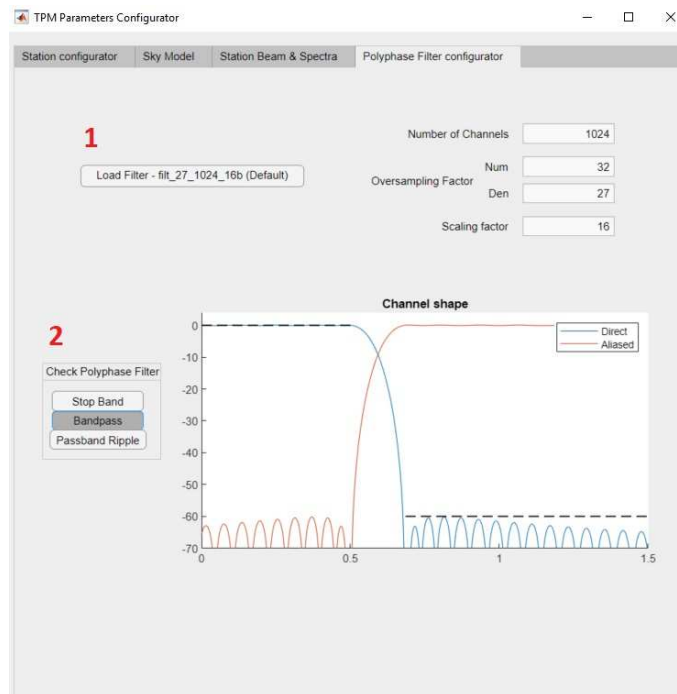 TPM Parameters Configurator
Station configurator Sky Model Station Beam & Spectra Polyphase Filter configurator
1
Load Filter - filt_27_1024_16b (Default)
Number of Channels 1024
Oversampling Factor
Num 32
Den 27
Scaling factor 16
2
Check Polyphase Filter
Stop Band
Bandpass
Passband Ripple
Channel shape
Direct
Aliased
0
-10
-20
-30
-40
-50
-60
-70
0 0.5 1 1.5